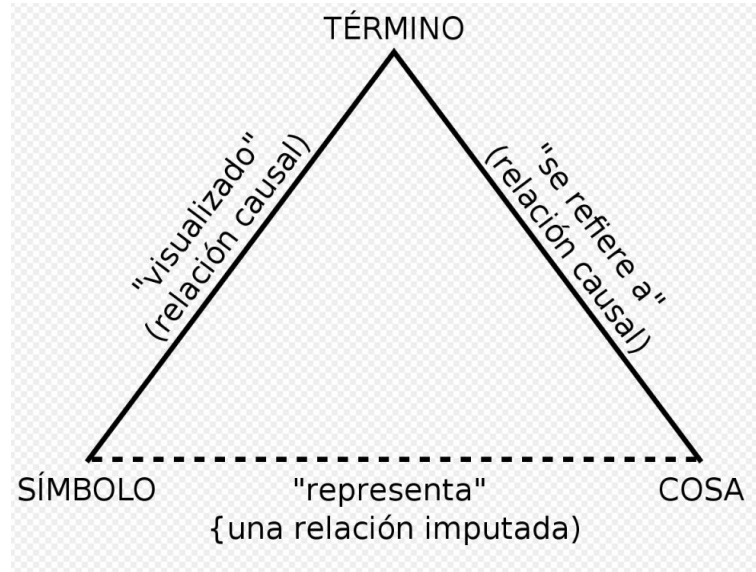 TÉRMINO
"visualizado"
(relación causal)
"se refiere a"
(relación causal)
SÍMBOLO
"representa"
COSA
{una relación imputada)